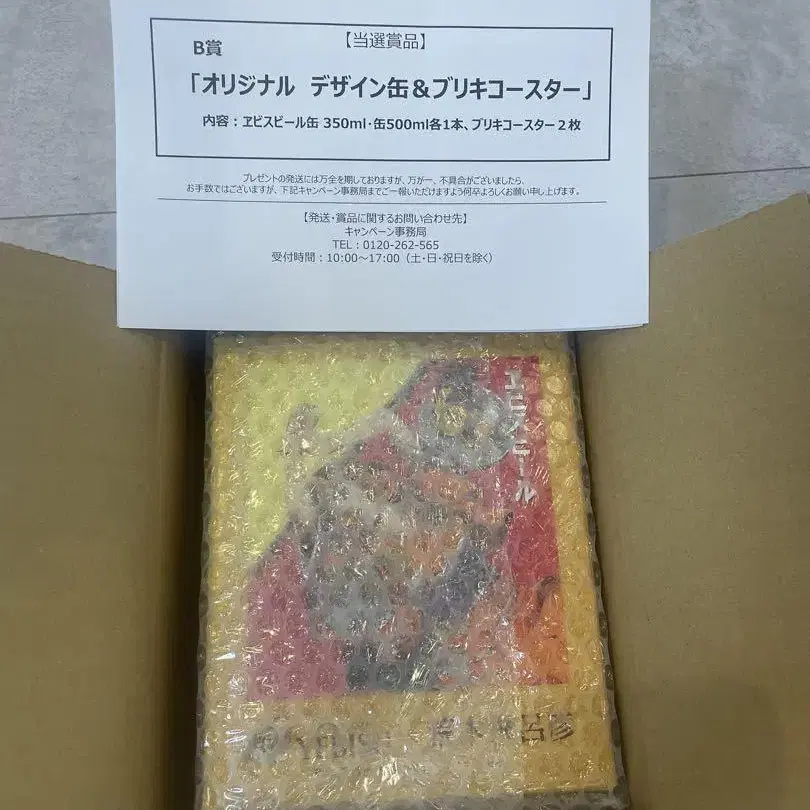 【当選賞品】
B賞
「オリジナル デザイン缶＆ブリキコースター」
内容：ヱビスビール缶 350ml・缶500ml各1本、ブリキコースター２枚
プレゼントの発送には万全を期しておりますが、万が一、不具合がございましたら、
お手数ではございますが、下記キャンペーン事務局までご一報いただけますよう何卒よろしくお願い申し上げます。
【発送・賞品に関するお問い合わせ先】
キャンペーン事務局
TEL：0120-262-565
受付時間：10:00～17:00（土・日・祝日を除く）
ヱビスビール
YEBISU